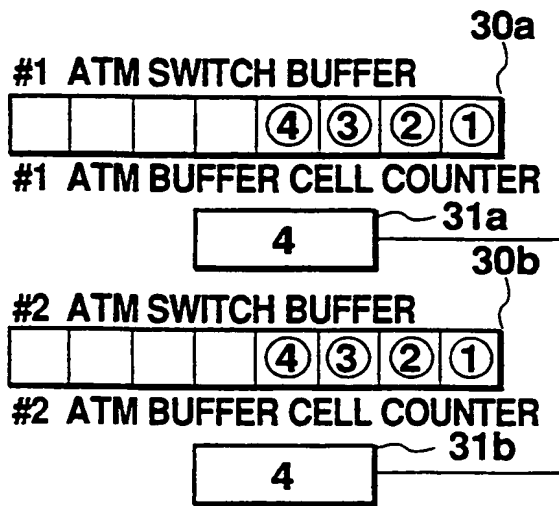 30a
#1 ATM SWITCH BUFFER
④ ③ ② ①
#1 ATM BUFFER CELL COUNTER
31a
4
30b
#2 ATM SWITCH BUFFER
④ ③ ② ①
#2 ATM BUFFER CELL COUNTER
31b
4